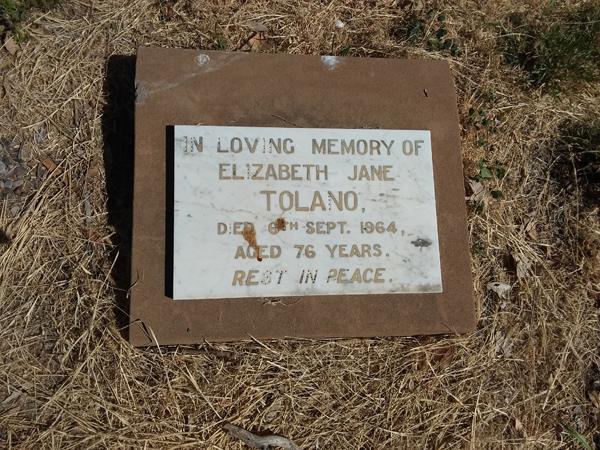 IN LOVING MEMORY OF
ELIZABETH JANE
TOLANO,
DIED 6TH SEPT. 1964,
AGED 76 YEARS.
REST IN PEACE.